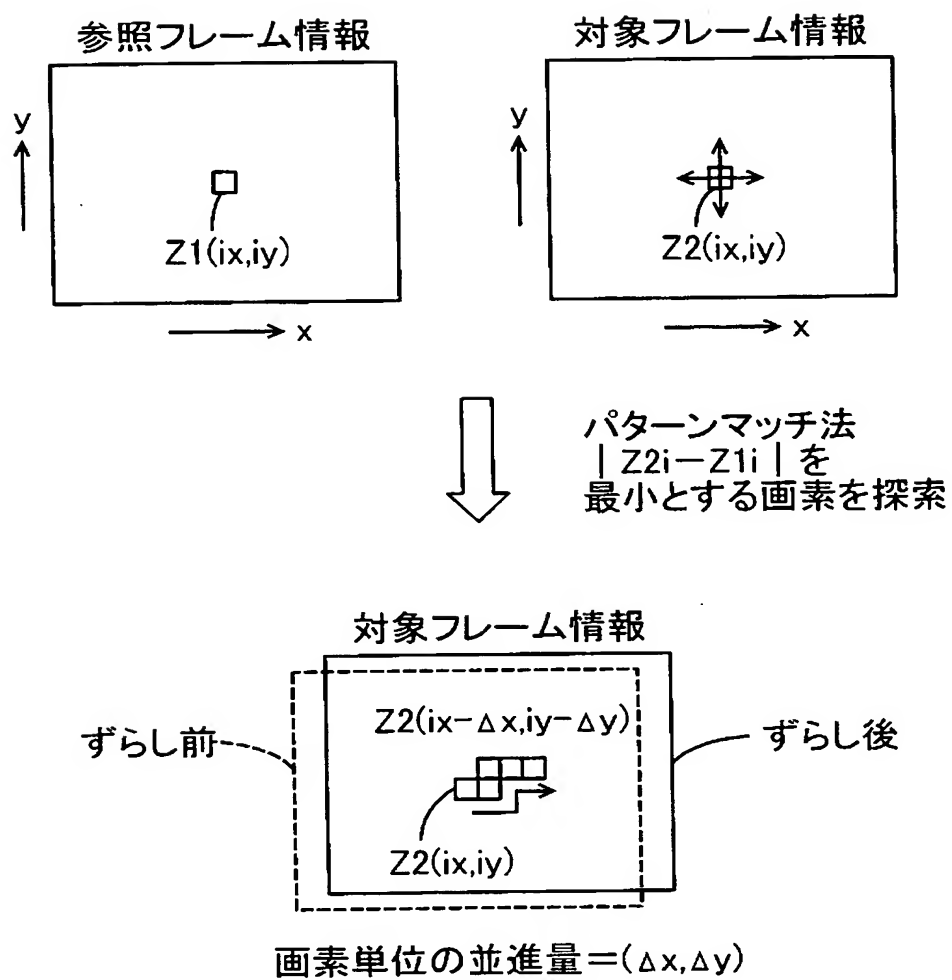 参照フレーム情報
対象フレーム情報
y
Z1(ix,iy)
x
y
Z2(ix,iy)
x
パターンマッチ法
| Z2i−Z1i | を
最小とする画素を探索
対象フレーム情報
Z2(ix−Δx,iy−Δy)
ずらし前
ずらし後
Z2(ix,iy)
画素単位の並進量=(Δx,Δy)